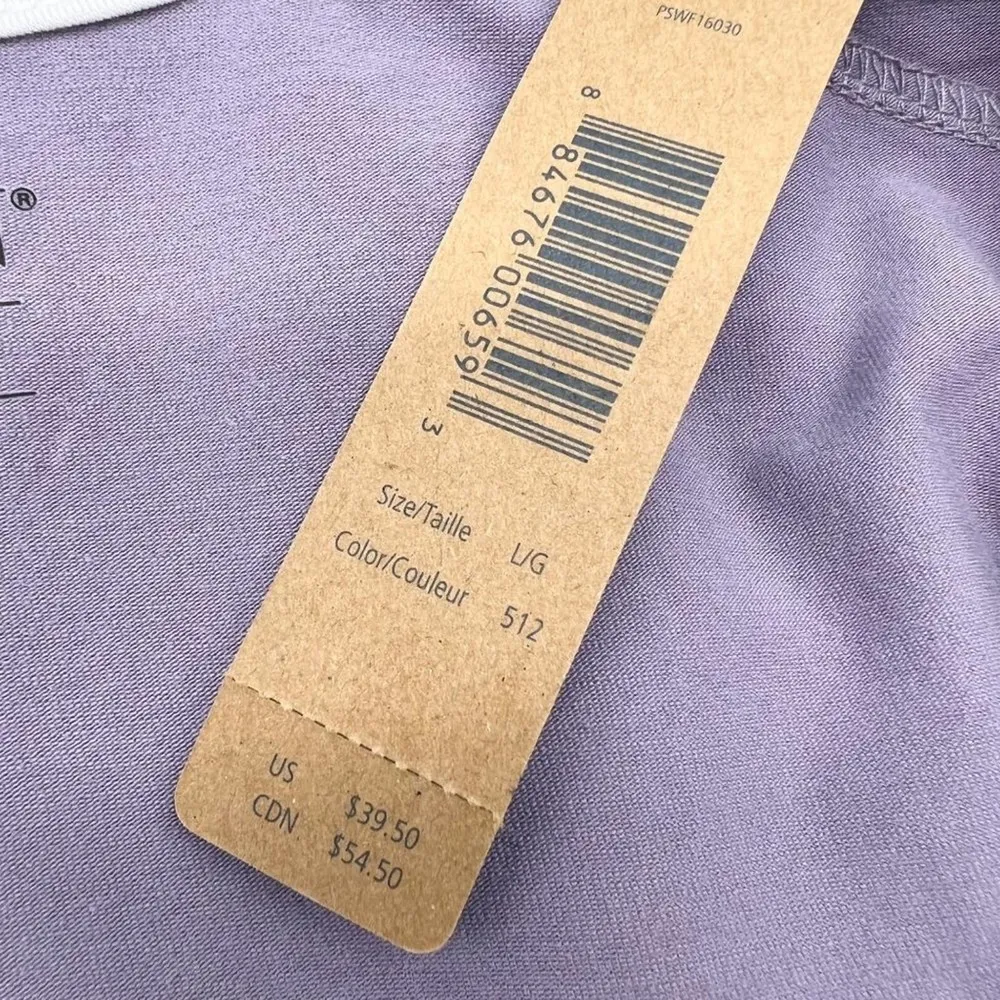 PSWF16030
8 84676 00659 3
Size/Taille L/G
Color/Couleur 512
US $39.50
CDN $54.50
®